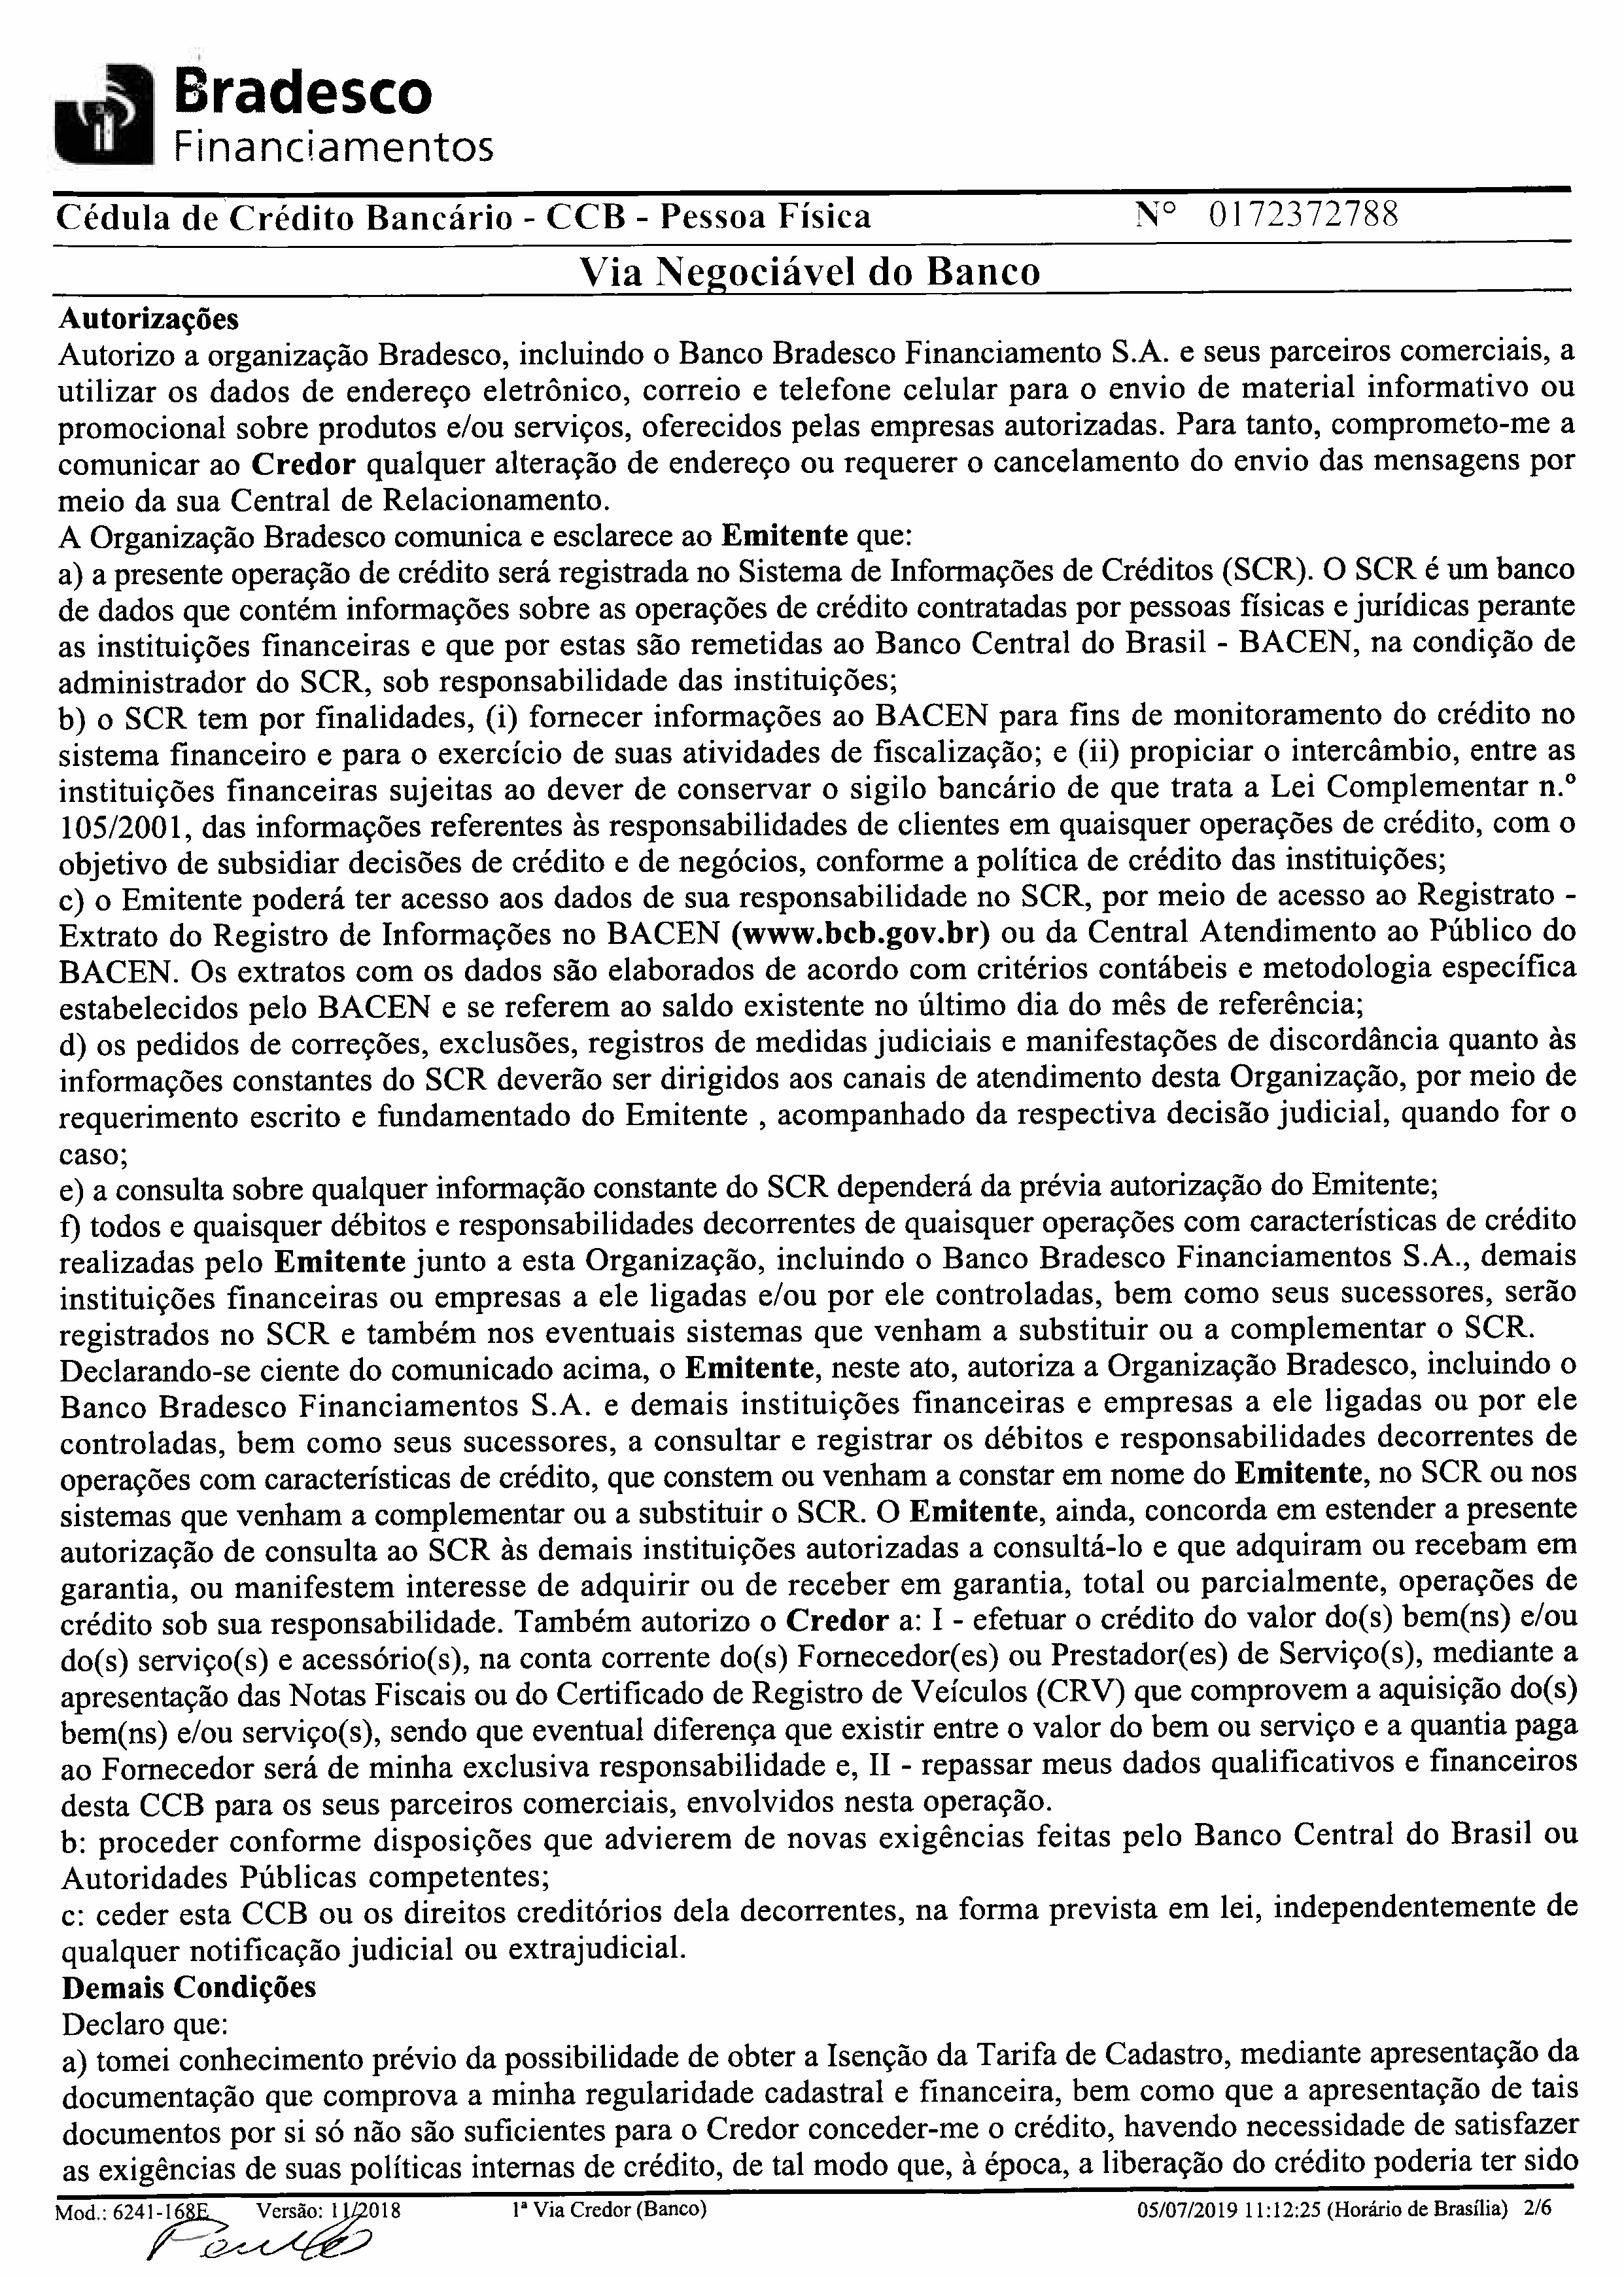 Bradesco
Financiamentos
Cédula de Crédito Bancário - CCB - Pessoa Física Nº 0172372788
Via Negociável do Banco
Autorizações
Autorizo a organização Bradesco, incluindo o Banco Bradesco Financiamento S.A. e seus parceiros comerciais, a
utilizar os dados de endereço eletrônico, correio e telefone celular para o envio de material informativo ou
promocional sobre produtos e/ou serviços, oferecidos pelas empresas autorizadas. Para tanto, comprometo-me a
comunicar ao Credor qualquer alteração de endereço ou requerer o cancelamento do envio das mensagens por
meio da sua Central de Relacionamento.
A Organização Bradesco comunica e esclarece ao Emitente que:
a) a presente operação de crédito será registrada no Sistema de Informações de Créditos (SCR). O SCR é um banco
de dados que contém informações sobre as operações de crédito contratadas por pessoas físicas e jurídicas perante
as instituições financeiras e que por estas são remetidas ao Banco Central do Brasil - BACEN, na condição de
administrador do SCR, sob responsabilidade das instituições;
b) o SCR tem por finalidades, (i) fornecer informações ao BACEN para fins de monitoramento do crédito no
sistema financeiro e para o exercício de suas atividades de fiscalização; e (ii) propiciar o intercâmbio, entre as
instituições financeiras sujeitas ao dever de conservar o sigilo bancário de que trata a Lei Complementar n.º
105/2001, das informações referentes às responsabilidades de clientes em quaisquer operações de crédito, com o
objetivo de subsidiar decisões de crédito e de negócios, conforme a política de crédito das instituições;
c) o Emitente poderá ter acesso aos dados de sua responsabilidade no SCR, por meio de acesso ao Registrato -
Extrato do Registro de Informações no BACEN (www.bcb.gov.br) ou da Central Atendimento ao Público do
BACEN. Os extratos com os dados são elaborados de acordo com critérios contábeis e metodologia específica
estabelecidos pelo BACEN e se referem ao saldo existente no último dia do mês de referência;
d) os pedidos de correções, exclusões, registros de medidas judiciais e manifestações de discordância quanto às
informações constantes do SCR deverão ser dirigidos aos canais de atendimento desta Organização, por meio de
requerimento escrito e fundamentado do Emitente , acompanhado da respectiva decisão judicial, quando for o
caso;
e) a consulta sobre qualquer informação constante do SCR dependerá da prévia autorização do Emitente;
f) todos e quaisquer débitos e responsabilidades decorrentes de quaisquer operações com características de crédito
realizadas pelo Emitente junto a esta Organização, incluindo o Banco Bradesco Financiamentos S.A., demais
instituições financeiras ou empresas a ele ligadas e/ou por ele controladas, bem como seus sucessores, serão
registrados no SCR e também nos eventuais sistemas que venham a substituir ou a complementar o SCR.
Declarando-se ciente do comunicado acima, o Emitente, neste ato, autoriza a Organização Bradesco, incluindo o
Banco Bradesco Financiamentos S.A. e demais instituições financeiras e empresas a ele ligadas ou por ele
controladas, bem como seus sucessores, a consultar e registrar os débitos e responsabilidades decorrentes de
operações com características de crédito, que constem ou venham a constar em nome do Emitente, no SCR ou nos
sistemas que venham a complementar ou a substituir o SCR. O Emitente, ainda, concorda em estender a presente
autorização de consulta ao SCR às demais instituições autorizadas a consultá-lo e que adquiram ou recebam em
garantia, ou manifestem interesse de adquirir ou de receber em garantia, total ou parcialmente, operações de
crédito sob sua responsabilidade. Também autorizo o Credor a: I - efetuar o crédito do valor do(s) bem(ns) e/ou
do(s) serviço(s) e acessório(s), na conta corrente do(s) Fornecedor(es) ou Prestador(es) de Serviço(s), mediante a
apresentação das Notas Fiscais ou do Certificado de Registro de Veículos (CRV) que comprovem a aquisição do(s)
bem(ns) e/ou serviço(s), sendo que eventual diferença que existir entre o valor do bem ou serviço e a quantia paga
ao Fornecedor será de minha exclusiva responsabilidade e, II - repassar meus dados qualificativos e financeiros
desta CCB para os seus parceiros comerciais, envolvidos nesta operação.
b: proceder conforme disposições que advierem de novas exigências feitas pelo Banco Central do Brasil ou
Autoridades Públicas competentes;
c: ceder esta CCB ou os direitos creditórios dela decorrentes, na forma prevista em lei, independentemente de
qualquer notificação judicial ou extrajudicial.
Demais Condições
Declaro que:
a) tomei conhecimento prévio da possibilidade de obter a Isenção da Tarifa de Cadastro, mediante apresentação da
documentação que comprova a minha regularidade cadastral e financeira, bem como que a apresentação de tais
documentos por si só não são suficientes para o Credor conceder-me o crédito, havendo necessidade de satisfazer
as exigências de suas políticas internas de crédito, de tal modo que, à época, a liberação do crédito poderia ter sido
Mod.: 6241-168E Versão: 11/2018 1ª Via Credor (Banco) 05/07/2019 11:12:25 (Horário de Brasília) 2/6